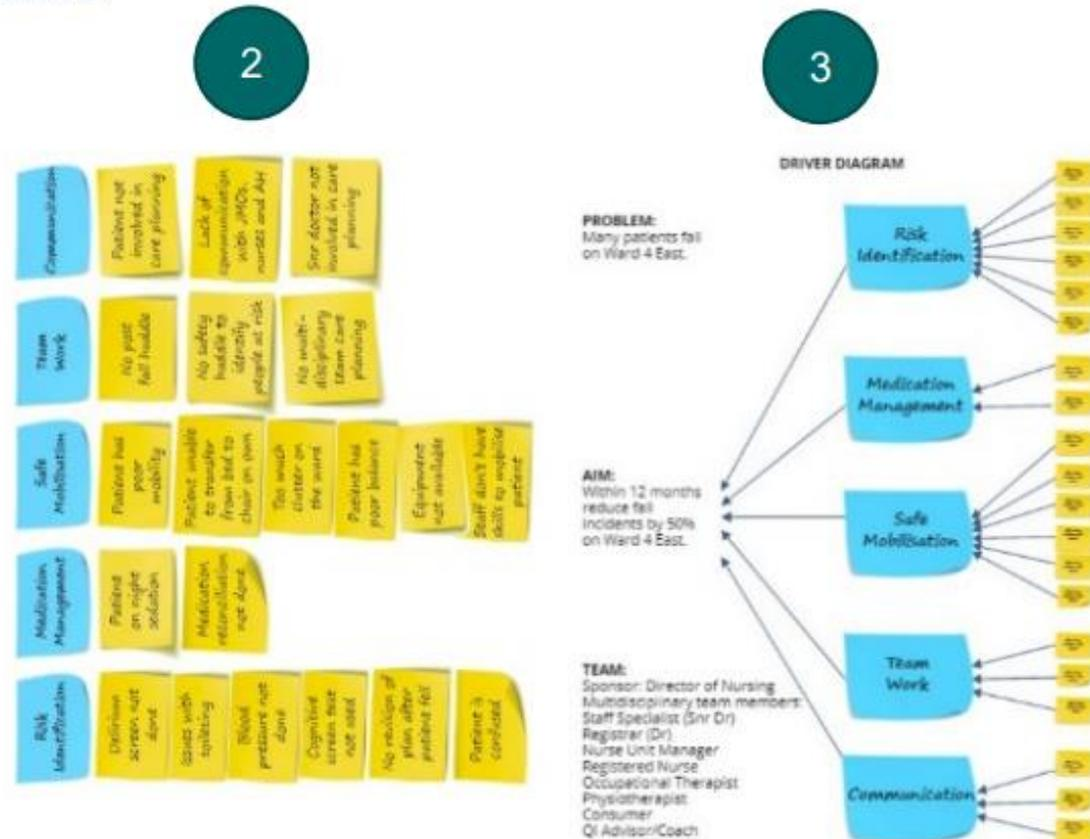 2
3
Communication
Patient not
involved in
care planning
Lack of
communication
with JMOs,
nurses and AH
Snr doctor not
involved in care
planning
Team
Work
No post
fall huddle
No safety
huddle to
identify
people at risk
No multi-
disciplinary
team care
planning
Safe
Mobilisation
Patient has
poor
mobility
Patient unable
to transfer
from bed to
chair on own
Too much
clutter on
the ward
Patient has
poor balance
Equipment
not available
Staff don't have
skills to mobilise
patient
Medication
Management
Patient
on night
sedation
Medication
reconciliation
not done
Risk
Identification
Delirium
screen not
done
Issues with
toileting
Blood
pressure not
done
Cognitive
screen test
not used
No revision of
plan after
patient fell
Patient is
confused
DRIVER DIAGRAM
PROBLEM:
Many patients fall
on Ward 4 East.
AIM:
Within 12 months
reduce fall
incidents by 50%
on Ward 4 East.
TEAM:
Sponsor: Director of Nursing
Multidisciplinary team members:
Staff Specialist (Snr Dr)
Registrar (Dr)
Nurse Unit Manager
Registered Nurse
Occupational Therapist
Physiotherapist
Consumer
QI Advisor/Coach
Risk
Identification
Medication
Management
Safe
Mobilisation
Team
Work
Communication